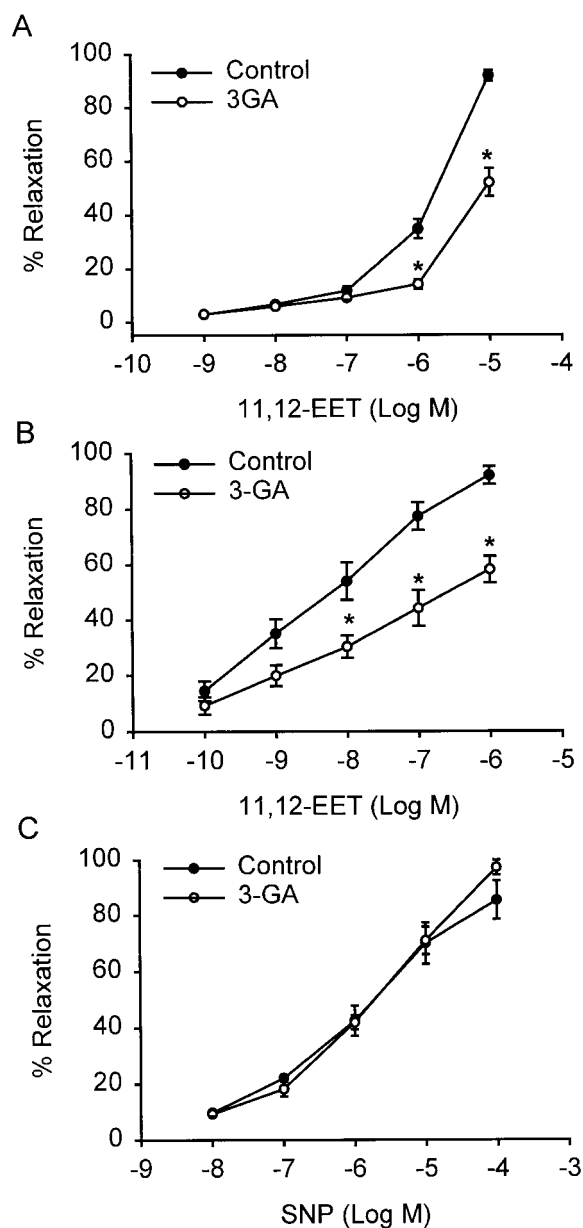 A
100
80
60
40
20
0
% Relaxation
Control
3GA
*
*
-10 -9 -8 -7 -6 -5 -4
11,12-EET (Log M)
B
100
80
60
40
20
0
% Relaxation
Control
3-GA
*
*
*
-11 -10 -9 -8 -7 -6 -5
11,12-EET (Log M)
C
100
80
60
40
20
0
% Relaxation
Control
3-GA
-9 -8 -7 -6 -5 -4 -3
SNP (Log M)